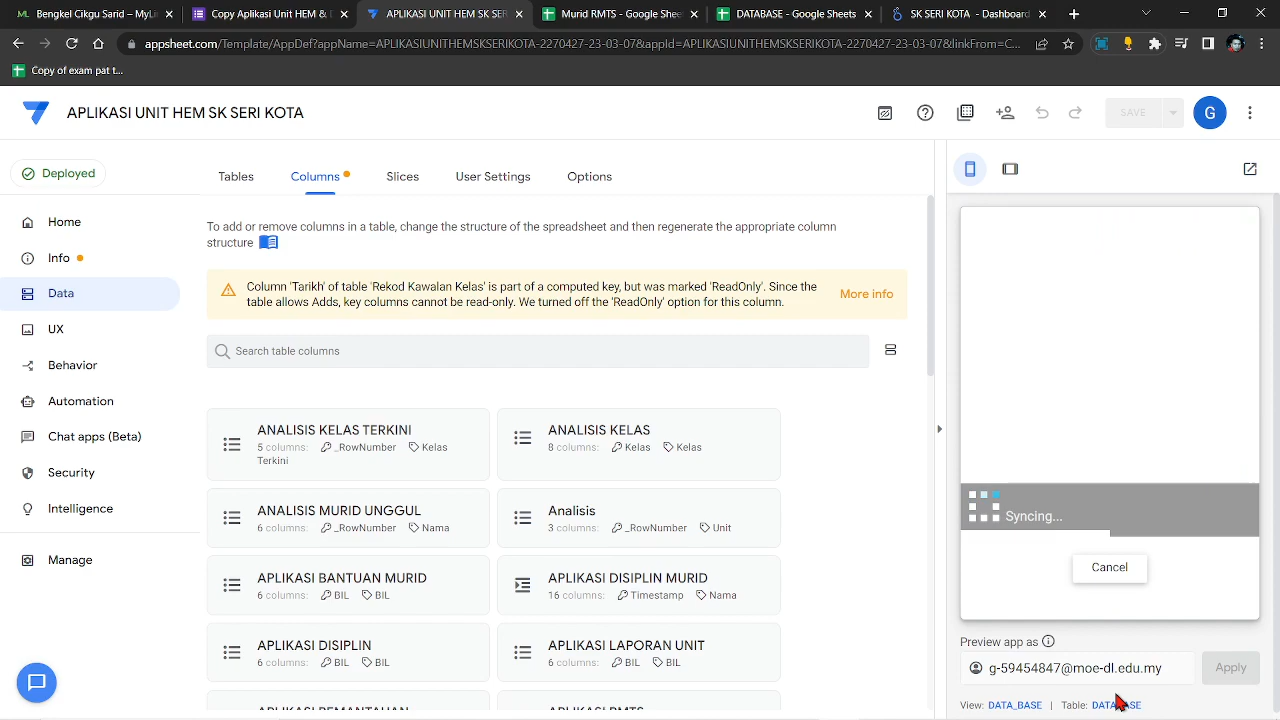 Bengkel Cikgu Sarid – MyLi
Copy Aplikasi Unit HEM & E
APLIKASI UNIT HEM SK SER
Murid RMTS - Google Sheet
DATABASE - Google Sheets
SK SERI KOTA - Dashboard
appsheet.com/Template/AppDef?appName=APLIKASIUNITHEMSKSERIKOTA-2270427-23-03-07&appId=APLIKASIUNITHEMSKSERIKOTA-2270427-23-03-07&linkFrom=C...
Copy of exam pat t...
APLIKASI UNIT HEM SK SERI KOTA
SAVE
G
Deployed
Tables
Columns
Slices
User Settings
Options
Home
Info
Data
UX
Behavior
Automation
Chat apps (Beta)
Security
Intelligence
Manage
To add or remove columns in a table, change the structure of the spreadsheet and then regenerate the appropriate column
structure
Column 'Tarikh' of table 'Rekod Kawalan Kelas' is part of a computed key, but was marked 'ReadOnly'. Since the
table allows Adds, key columns cannot be read-only. We turned off the 'ReadOnly' option for this column.
More info
Search table columns
ANALISIS KELAS TERKINI
5 columns: _RowNumber Kelas
Terkini
ANALISIS KELAS
8 columns: Kelas Kelas
ANALISIS MURID UNGGUL
6 columns: _RowNumber Nama
Analisis
3 columns: _RowNumber Unit
APLIKASI BANTUAN MURID
6 columns: BIL BIL
APLIKASI DISIPLIN MURID
16 columns: Timestamp Nama
APLIKASI DISIPLIN
6 columns: BIL BIL
APLIKASI LAPORAN UNIT
6 columns: BIL BIL
APLIKASI PEMANTAUHAN
APLIKASI RMTS
Syncing...
Cancel
Preview app as
g-59454847@moe-dl.edu.my
Apply
View: DATA_BASE | Table: DATABASE